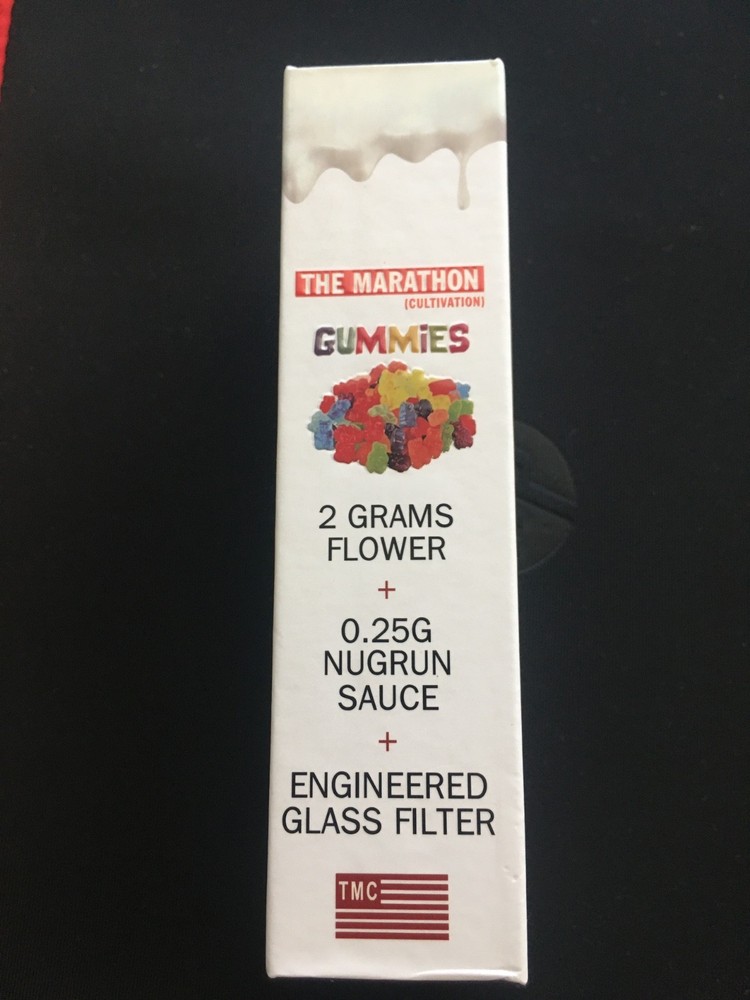 THE MARATHON
(CULTIVATION)
GUMMiES
2 GRAMS
FLOWER
+
0.25G
NUGRUN
SAUCE
+
ENGINEERED
GLASS FILTER
TMC